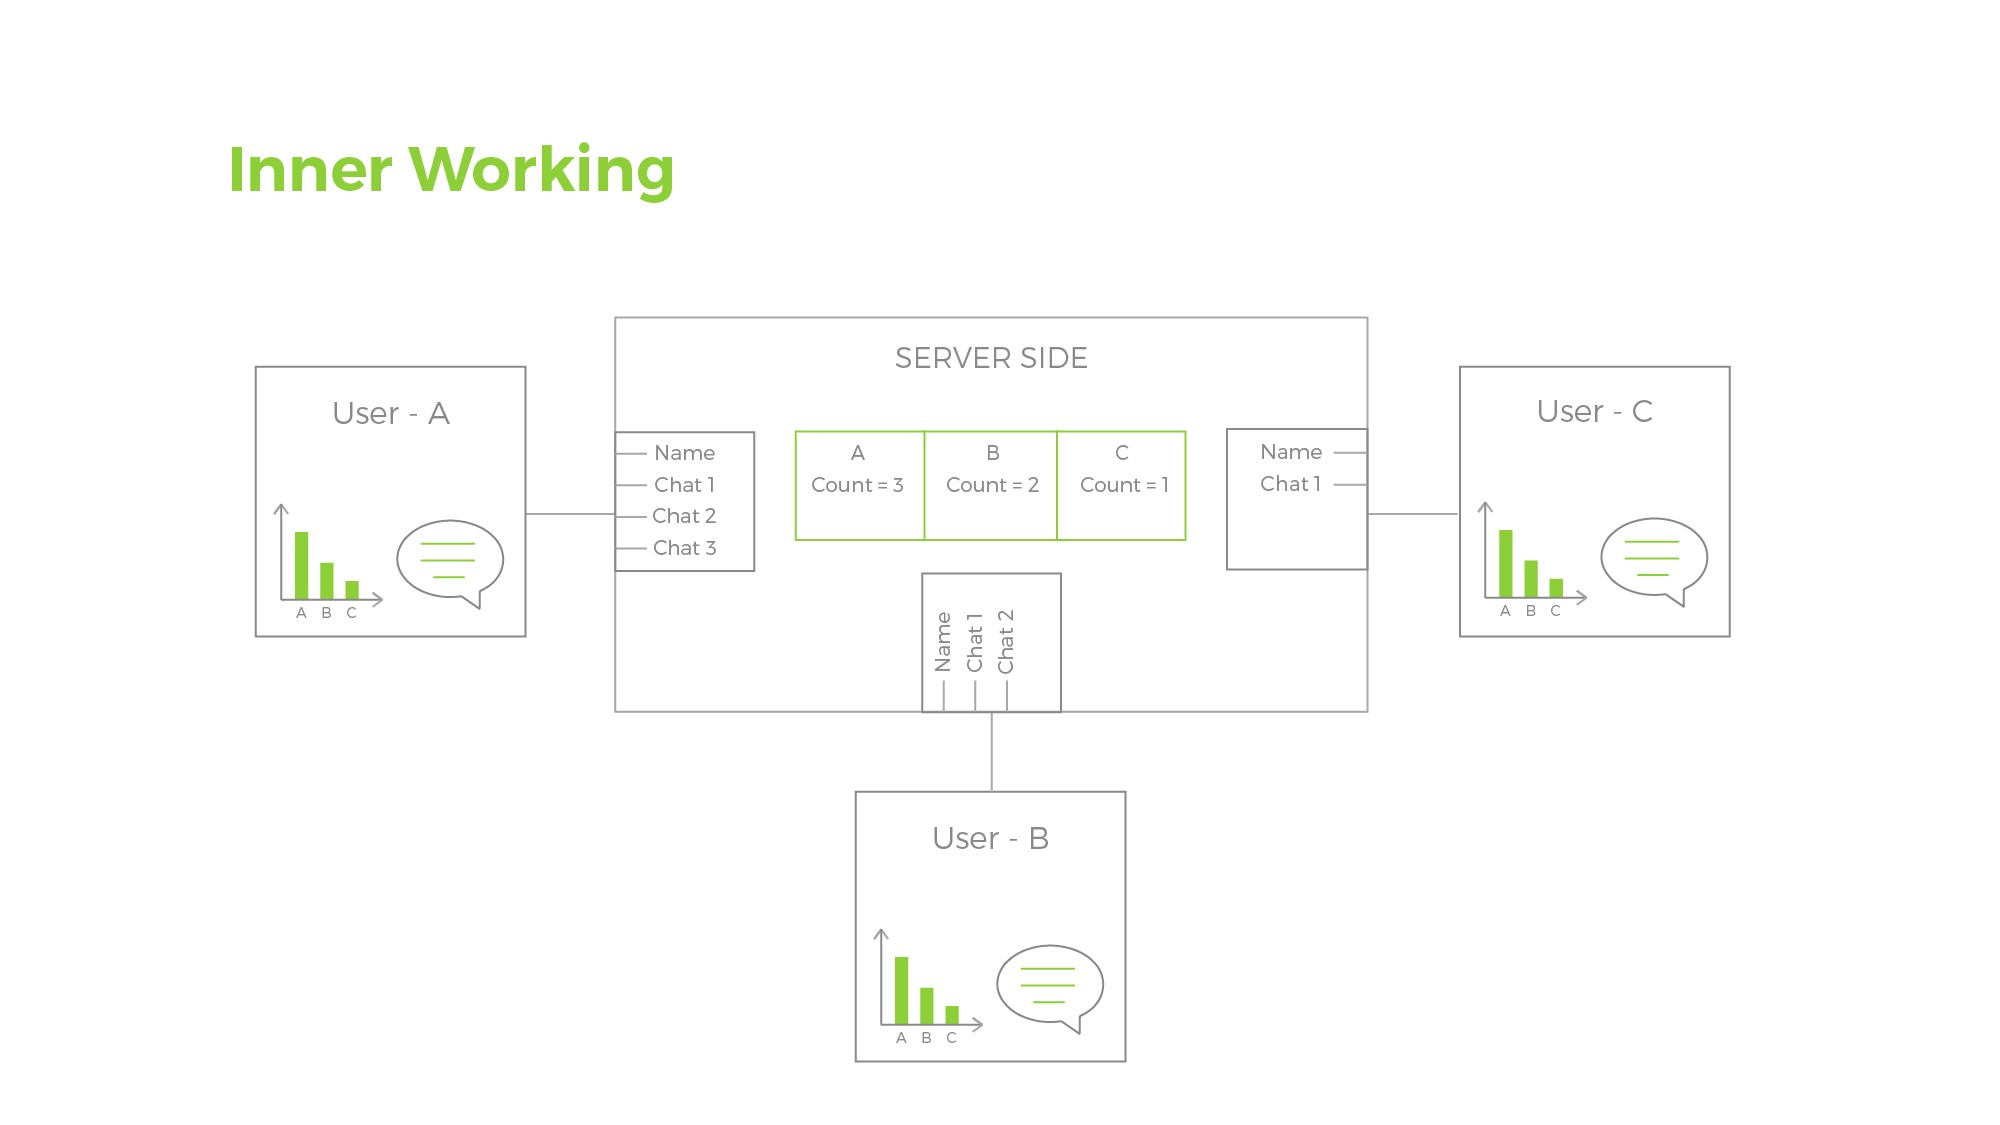 Inner Working
SERVER SIDE
User - A
Name
Chat 1
Chat 2
Chat 3
A
Count = 3
B
Count = 2
C
Count = 1
Name
Chat 1
User - C
Name
Chat 1
Chat 2
A B C
A B C
User - B
A B C